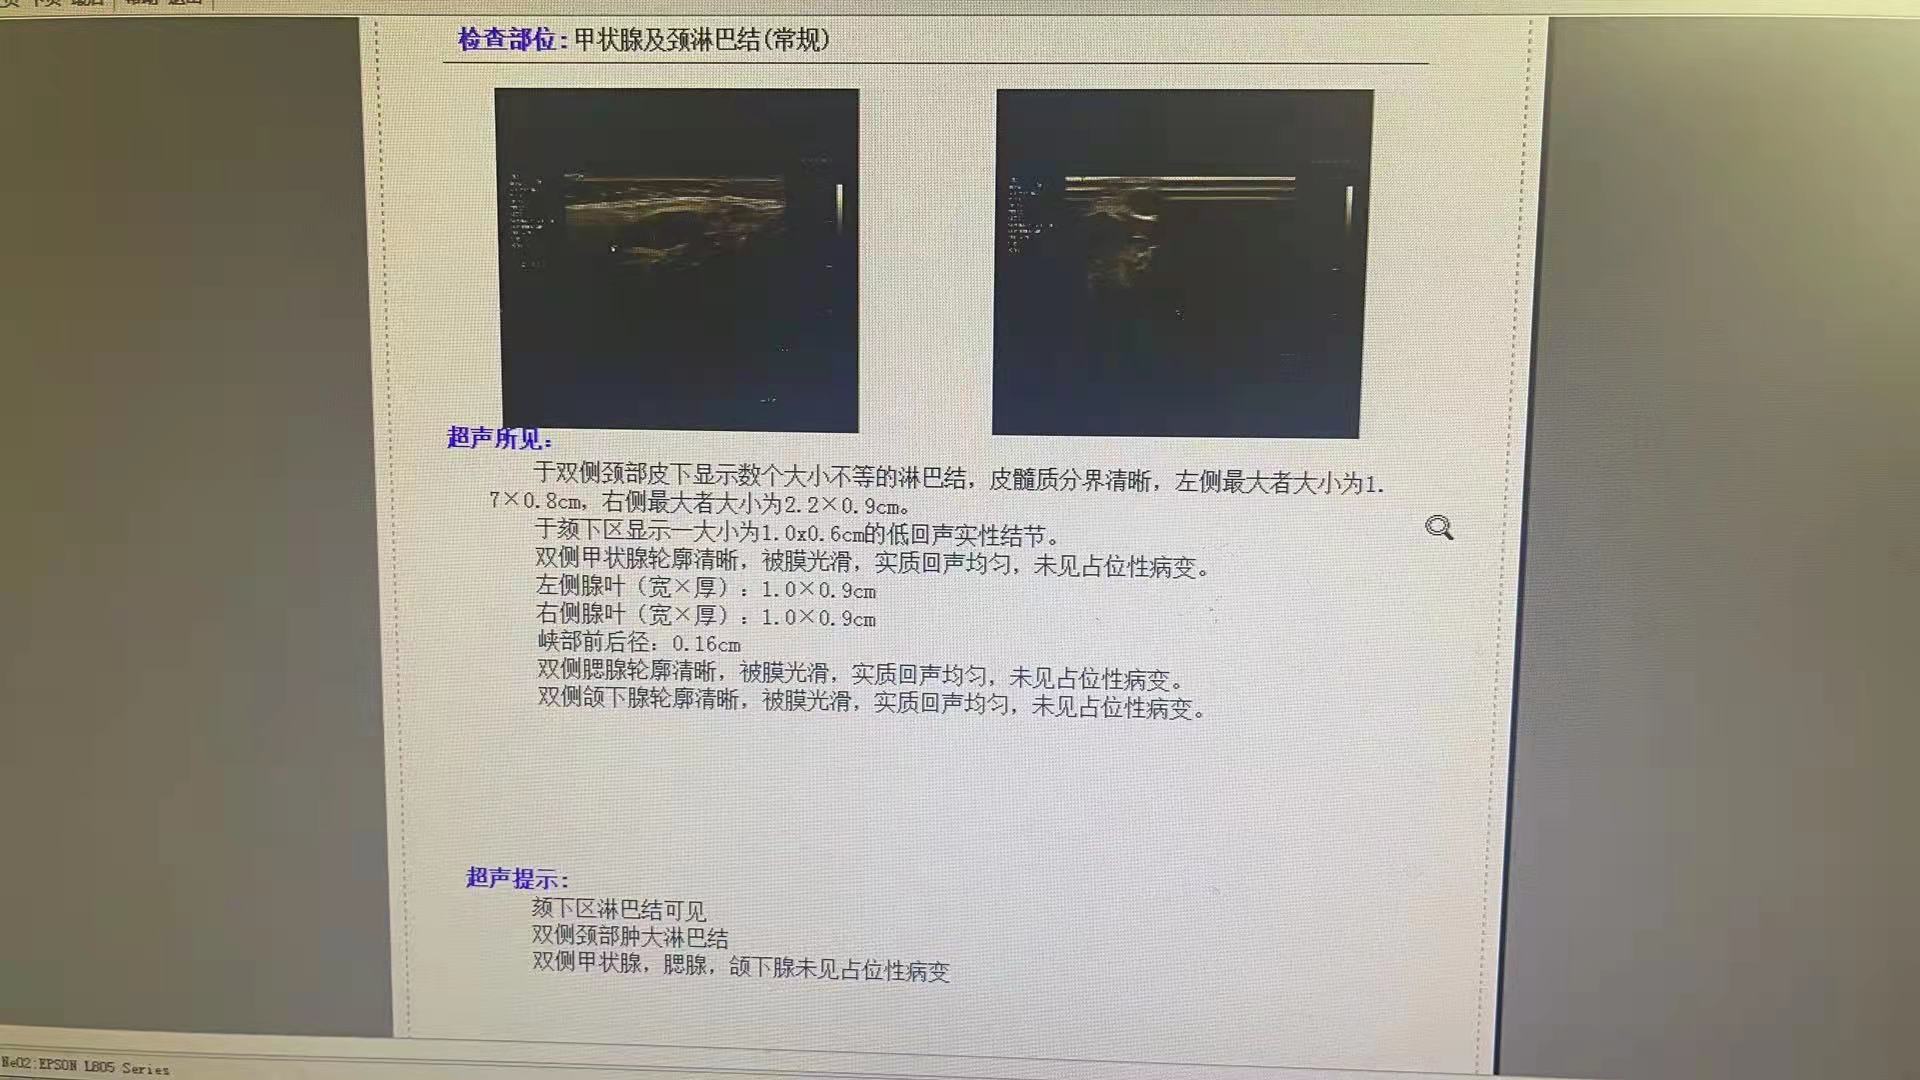 检查部位:甲状腺及颈淋巴结(常规)
超声所见:
于双侧颈部皮下显示数个大小不等的淋巴结，皮髓质分界清晰，左侧最大者大小为1.
7×0.8cm，右侧最大者大小为2.2×0.9cm。
于颏下区显示一大小为1.0x0.6cm的低回声实性结节。
双侧甲状腺轮廓清晰，被膜光滑，实质回声均匀，未见占位性病变。
左侧腺叶（宽×厚）：1.0×0.9cm
右侧腺叶（宽×厚）：1.0×0.9cm
峡部前后径：0.16cm
双侧腮腺轮廓清晰，被膜光滑，实质回声均匀，未见占位性病变。
双侧颌下腺轮廓清晰，被膜光滑，实质回声均匀，未见占位性病变。
超声提示:
颏下区淋巴结可见
双侧颈部肿大淋巴结
双侧甲状腺，腮腺，颌下腺未见占位性病变
Ne02:EPSON L805 Series